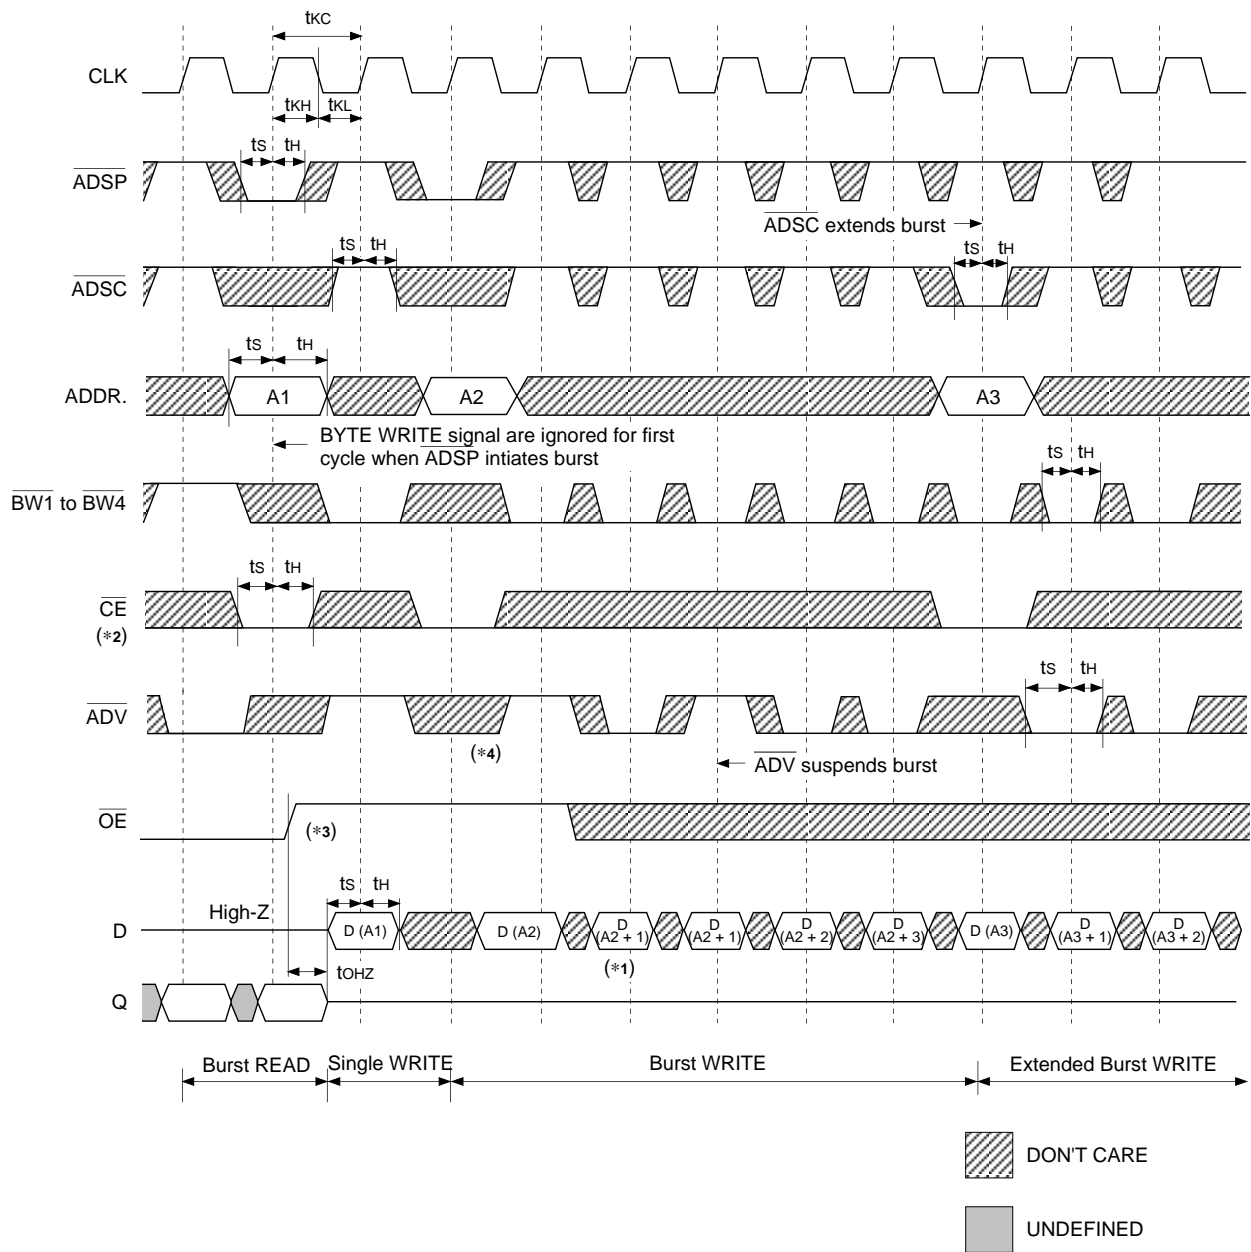 tKC
CLK
tKH tKL
tS tH
ADSP
ADSC extends burst
tS tH
tS tH
ADSC
tS tH
ADDR.
A1
A2
A3
BYTE WRITE signal are ignored for first
cycle when ADSP intiates burst
tS tH
BW1 to BW4
tS tH
CE
(*2)
tS tH
ADV
(*4)
ADV suspends burst
OE
(*3)
tS tH
High-Z
D
D (A1)
D (A2)
D
(A2 + 1)
D
(A2 + 1)
D
(A2 + 2)
D
(A2 + 3)
D (A3)
D
(A3 + 1)
D
(A3 + 2)
(*1)
tOHZ
Q
Burst READ
Single WRITE
Burst WRITE
Extended Burst WRITE
DON'T CARE
UNDEFINED